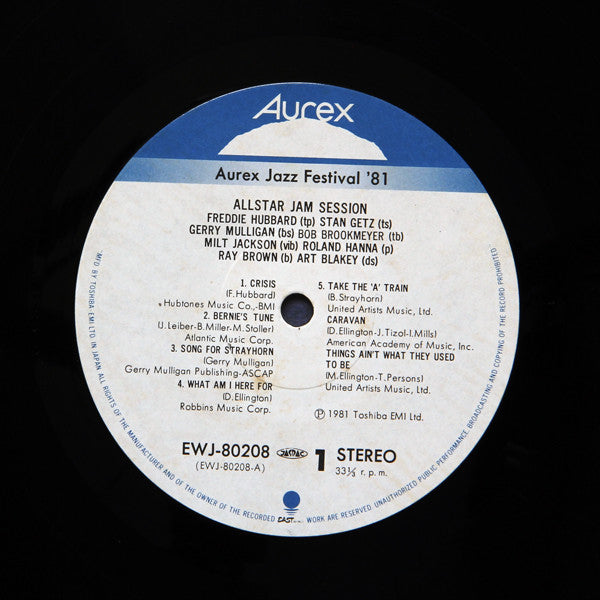 Aurex
Aurex Jazz Festival '81
ALLSTAR JAM SESSION
FREDDIE HUBBARD (tp) STAN GETZ (ts)
GERRY MULLIGAN (bs) BOB BROOKMEYER (tb)
MILT JACKSON (vib) ROLAND HANNA (p)
RAY BROWN (b) ART BLAKEY (ds)
1. CRISIS
(F.Hubbard)
Hubtones Music Co.,-BMI
2. BERNIE'S TUNE
(J.Leiber-B.Miller-M.Stoller)
Atlantic Music Corp.
3. SONG FOR STRAYHORN
(Gerry Mulligan)
Gerry Mulligan Publishing-ASCAP
4. WHAT AM I HERE FOR
(D.Ellington)
Robbins Music Corp.
5. TAKE THE 'A' TRAIN
(B.Strayhorn)
United Artists Music, Ltd.
CARAVAN
(D.Ellington-J.Tizol-I.Mills)
American Academy of Music, Inc.
THINGS AIN'T WHAT THEY USED
TO BE
(M.Ellington-T.Persons)
United Artists Music, Ltd.
Ⓟ 1981 Toshiba EMI Ltd.
EWJ-80208 JASRAC 1 STEREO
(EWJ-80208-A) 33⅓ r. p. m.
EAST
MF'D BY TOSHIBA EMI LTD IN JAPAN ALL RIGHTS OF THE MANUFACTURER AND OF THE OWNER OF THE RECORDED WORK ARE RESERVED. UNAUTHORIZED PUBLIC PERFORMANCE, BROADCASTING AND COPYING OF THE RECORD PROHIBITED